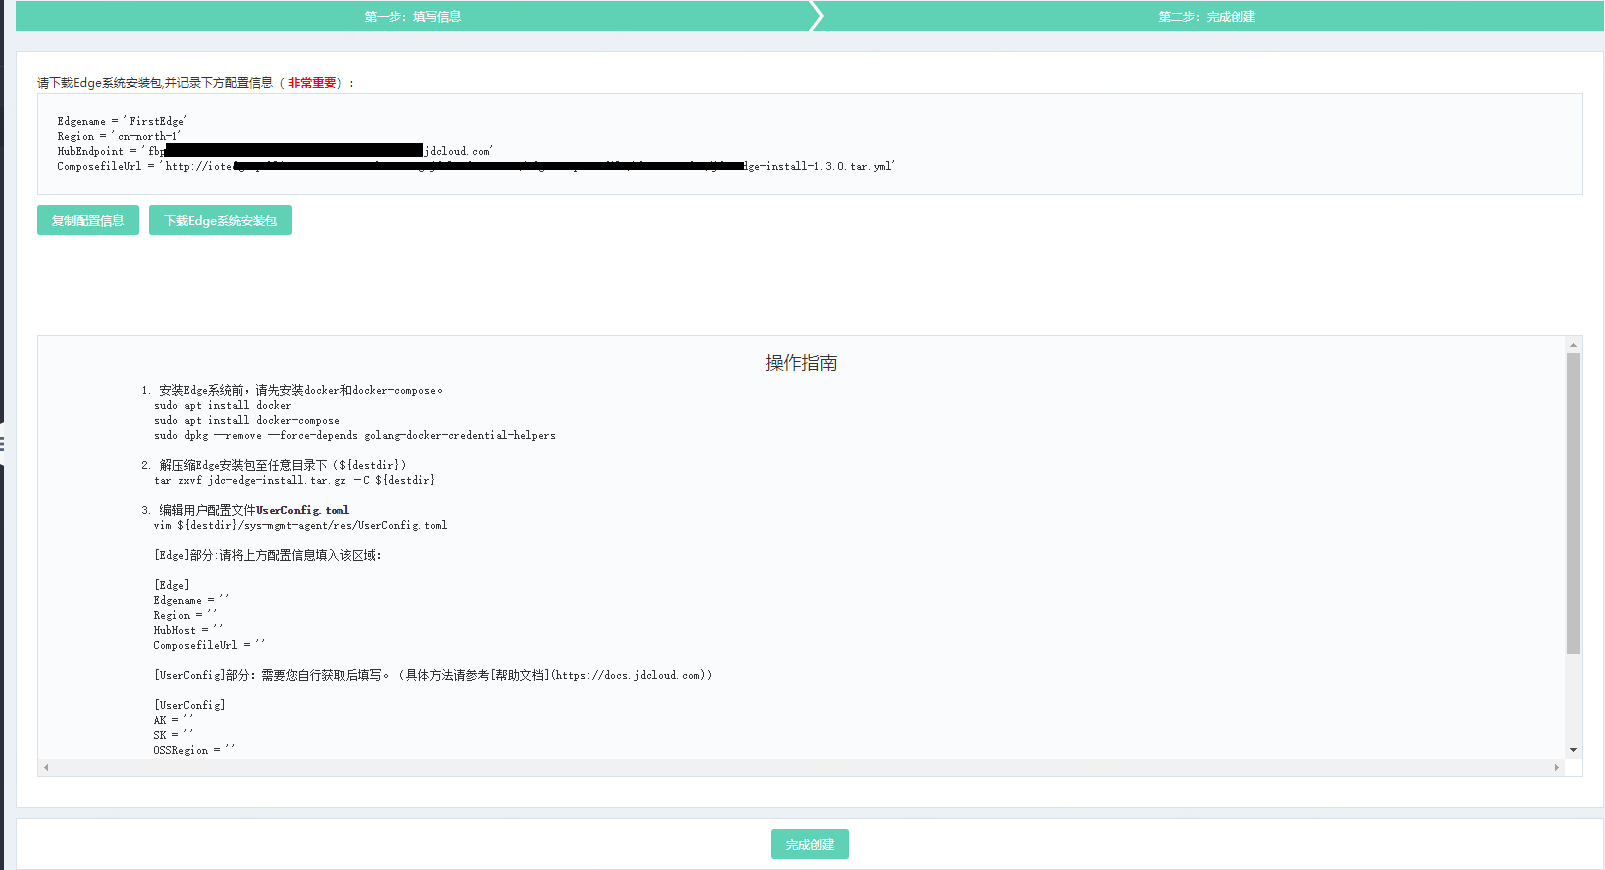 第一步：填写信息
第二步：完成创建
请下载Edge系统安装包,并记录下方配置信息（ 非常重要）：
Edgename = 'FirstEdge'
Region = 'cn-north-1'
HubEndpoint = 'fbp jdcloud.com'
ComposefileUrl = 'http://iote dge-install-1.3.0.tar.yml'
复制配置信息
下载Edge系统安装包
操作指南
1. 安装Edge系统前，请先安装docker和docker-compose。
sudo apt install docker
sudo apt install docker-compose
sudo dpkg --remove --force-depends golang-docker-credential-helpers
2. 解压缩Edge安装包至任意目录下（${destdir}）
tar zxvf jdc-edge-install.tar.gz -C ${destdir}
3. 编辑用户配置文件UserConfig.toml
vim ${destdir}/sys-mgmt-agent/res/UserConfig.toml
[Edge]部分:请将上方配置信息填入该区域：
[Edge]
Edgename = ''
Region = ''
HubHost = ''
ComposefileUrl = ''
[UserConfig]部分：需要您自行获取后填写。（具体方法请参考[帮助文档](https://docs.jdcloud.com)）
[UserConfig]
AK = ''
SK = ''
OSSRegion = ''
完成创建